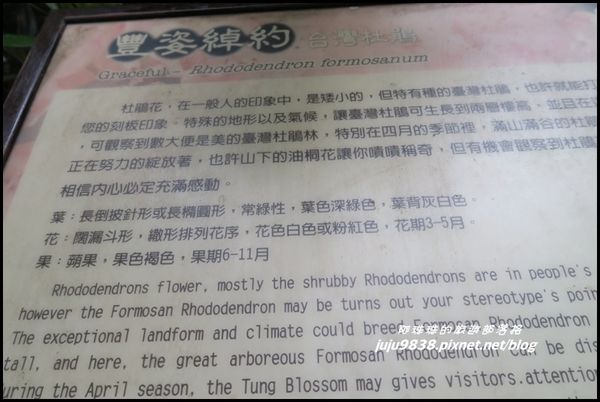 豐姿綽約 台灣杜鵑
Graceful - Rhododendron formosanum
杜鵑花，在一般人的印象中，是矮小的，但特有種的臺灣杜鵑，也許就能打
您的刻板印象。特殊的地形以及氣候，讓臺灣杜鵑可生長到兩層樓高，並且在
，可觀察到數大便是美的臺灣杜鵑林，特別在四月的季節裡，滿山滿谷的杜鵑
正在努力的綻放著，也許山下的油桐花讓你嘖嘖稱奇，但有機會觀察到杜鵑
相信內心必定充滿感動。
葉：長倒披針形或長橢圓形，常綠性，葉色深綠色，葉背灰白色。
花：闊漏斗形，繖形排列花序，花色白色或粉紅色，花期3-5月。
果：蒴果，果色褐色，果期6-11月
Rhododendrons flower, mostly the shrubby Rhododendrons are in people's
however the Formosan Rhododendron may be turns out your stereotype's poin
The exceptional landform and climate could breed Formosan Rhododendron
tall, and here, the great arboreous Formosan Rhododendron can be dis
uring the April season, the Tung Blossom may gives visitors.attention
juju9838.pixnet.net/blog